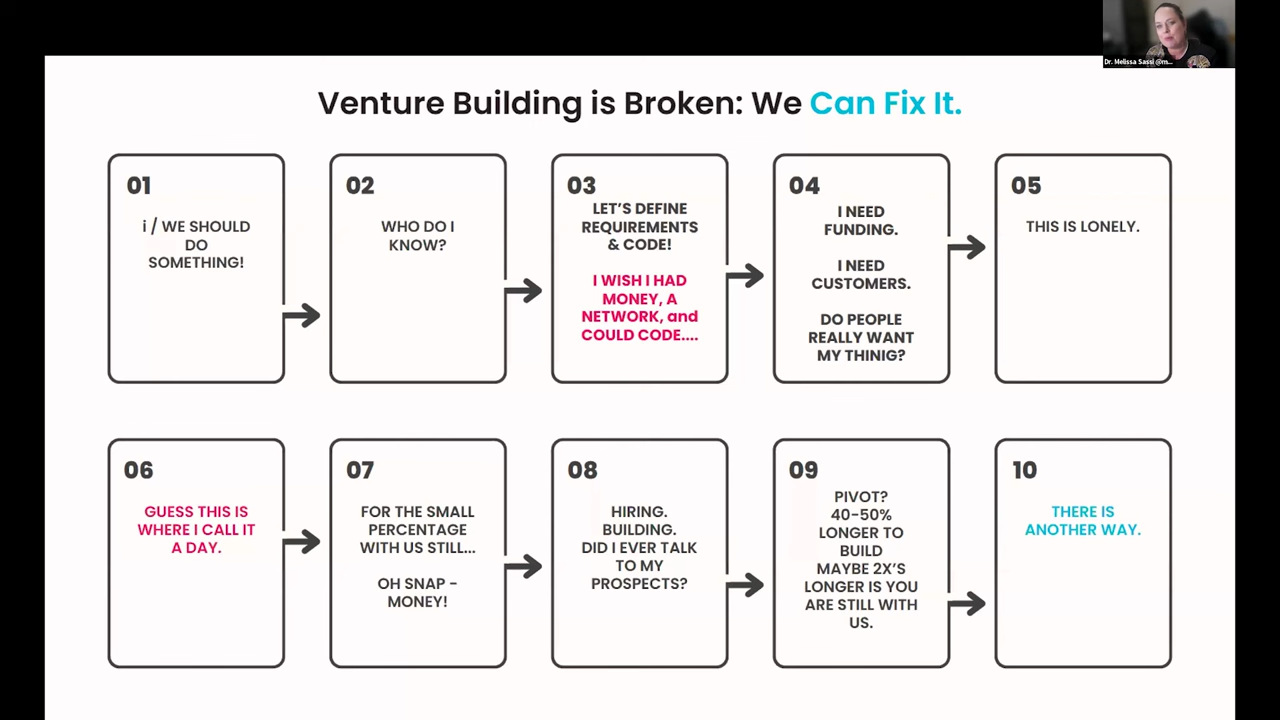 Dr. Melissa Sassi @m...
Venture Building is Broken: We Can Fix It.
01
i / WE SHOULD
DO
SOMETHING!
02
WHO DO I
KNOW?
03
LET'S DEFINE
REQUIREMENTS
& CODE!
I WISH I HAD
MONEY, A
NETWORK, and
COULD CODE....
04
I NEED
FUNDING.
I NEED
CUSTOMERS.
DO PEOPLE
REALLY WANT
MY THINIG?
05
THIS IS LONELY.
06
GUESS THIS IS
WHERE I CALL IT
A DAY.
07
FOR THE SMALL
PERCENTAGE
WITH US STILL...
OH SNAP -
MONEY!
08
HIRING.
BUILDING.
DID I EVER TALK
TO MY
PROSPECTS?
09
PIVOT?
40-50%
LONGER TO
BUILD
MAYBE 2X'S
LONGER IS YOU
ARE STILL WITH
US.
10
THERE IS
ANOTHER WAY.